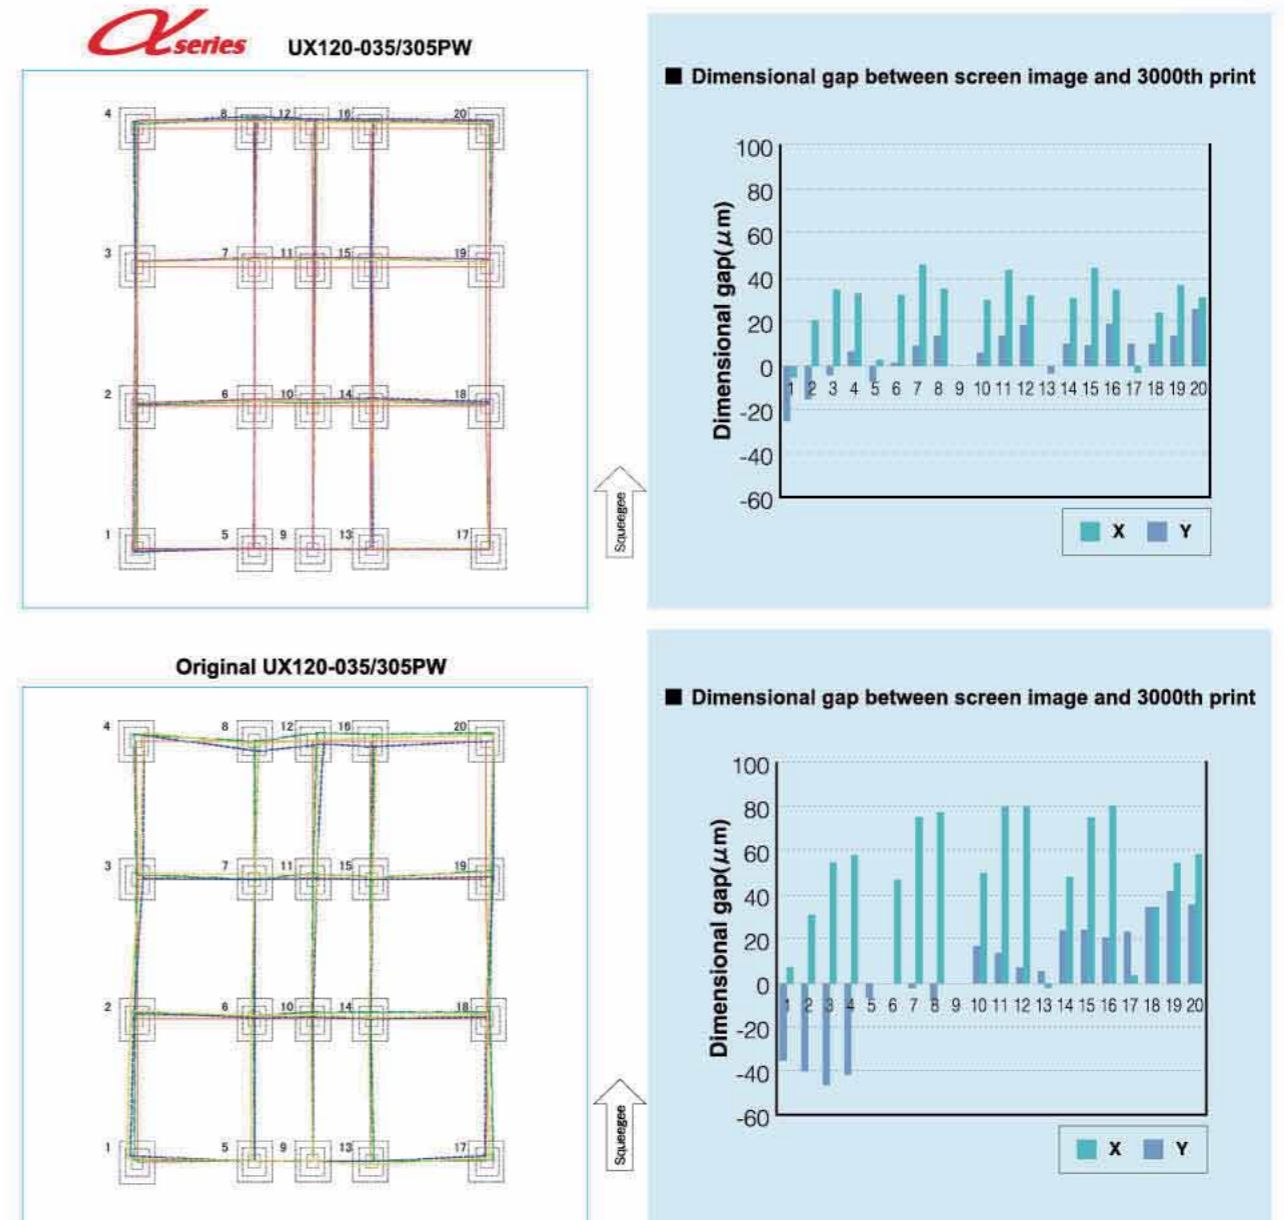 α series UX120-035/305PW
4 8 12 16 20
3 7 11 15 19
2 6 10 14 18
1 5 9 13 17
Squeegee
■ Dimensional gap between screen image and 3000th print
Dimensional gap(μm)
100
80
60
40
20
0
-20
-40
-60
1 2 3 4 5 6 7 8 9 10 11 12 13 14 15 16 17 18 19 20
X Y
Original UX120-035/305PW
4 8 12 16 20
3 7 11 15 19
2 6 10 14 18
1 5 9 13 17
Squeegee
■ Dimensional gap between screen image and 3000th print
Dimensional gap(μm)
100
80
60
40
20
0
-20
-40
-60
1 2 3 4 5 6 7 8 9 10 11 12 13 14 15 16 17 18 19 20
X Y